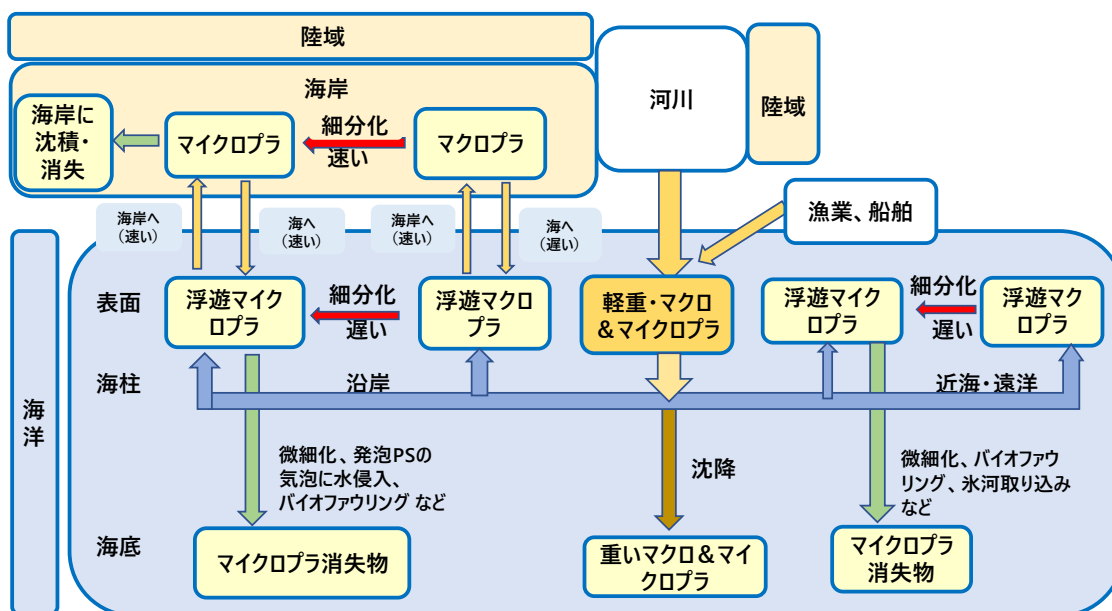 陸域
海岸
河川
陸域
海岸に
沈積・
消失
マイクロプラ
細分化
速い
マクロプラ
漁業、船舶
海岸へ
（速い）
海へ
（速い）
海岸へ
（速い）
海へ
（遅い）
海洋
表面
浮遊マイク
ロプラ
細分化
遅い
浮遊マクロ
プラ
軽重・マクロ
＆マイクロプラ
浮遊マイク
ロプラ
細分化
遅い
浮遊マク
ロプラ
海柱
沿岸
近海・遠洋
微細化、発泡PSの
気泡に水侵入、
バイオファウリング など
沈降
微細化、バイオファウ
リング、氷河取り込み
など
海底
マイクロプラ消失物
重いマクロ＆マイ
クロプラ
マイクロプラ
消失物